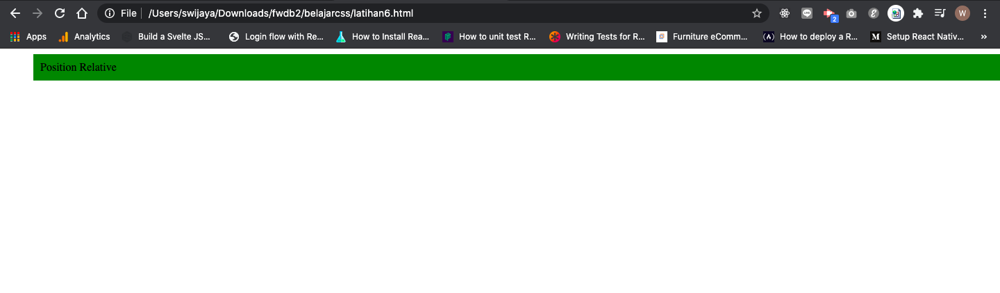 File /Users/swijaya/Downloads/fwdb2/belajarcss/latihan6.html
2
W
Apps Analytics Build a Svelte JS... Login flow with Re... How to Install Rea... How to unit test R... Writing Tests for R... Furniture eComm... How to deploy a R... M Setup React Nativ... »
Position Relative